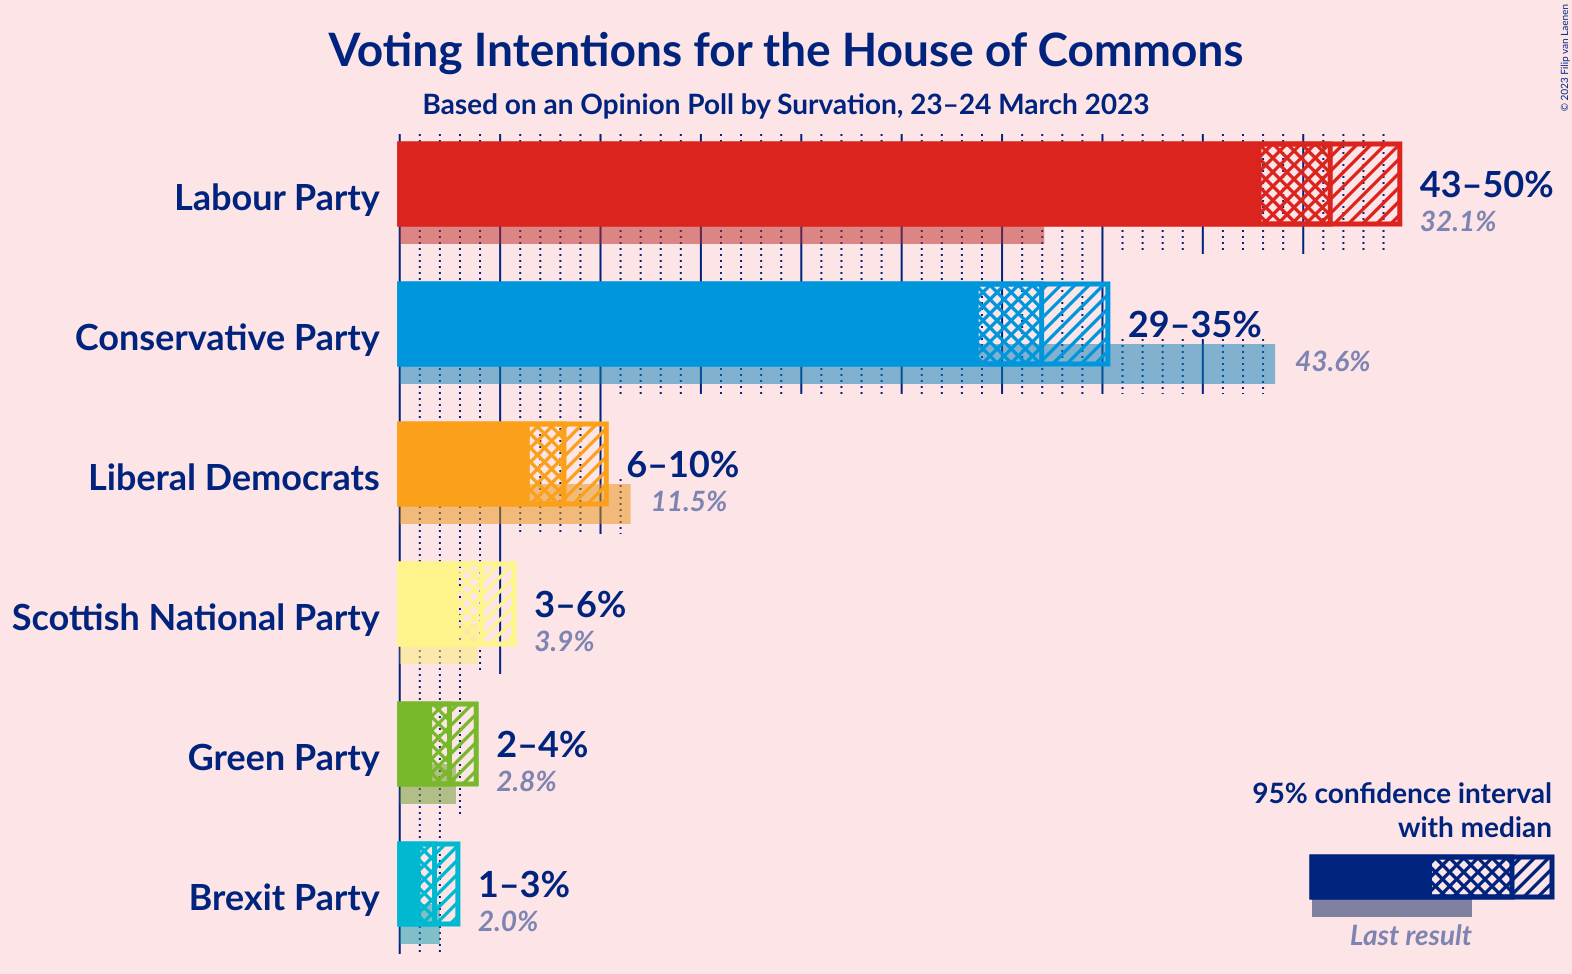 Voting Intentions for the House of Commons
Based on an Opinion Poll by Survation, 23–24 March 2023
© 2023 Filip van Laenen
Labour Party
43–50%
32.1%
Conservative Party
29–35%
43.6%
Liberal Democrats
6–10%
11.5%
Scottish National Party
3–6%
3.9%
Green Party
2–4%
2.8%
Brexit Party
1–3%
2.0%
95% confidence interval
with median
Last result